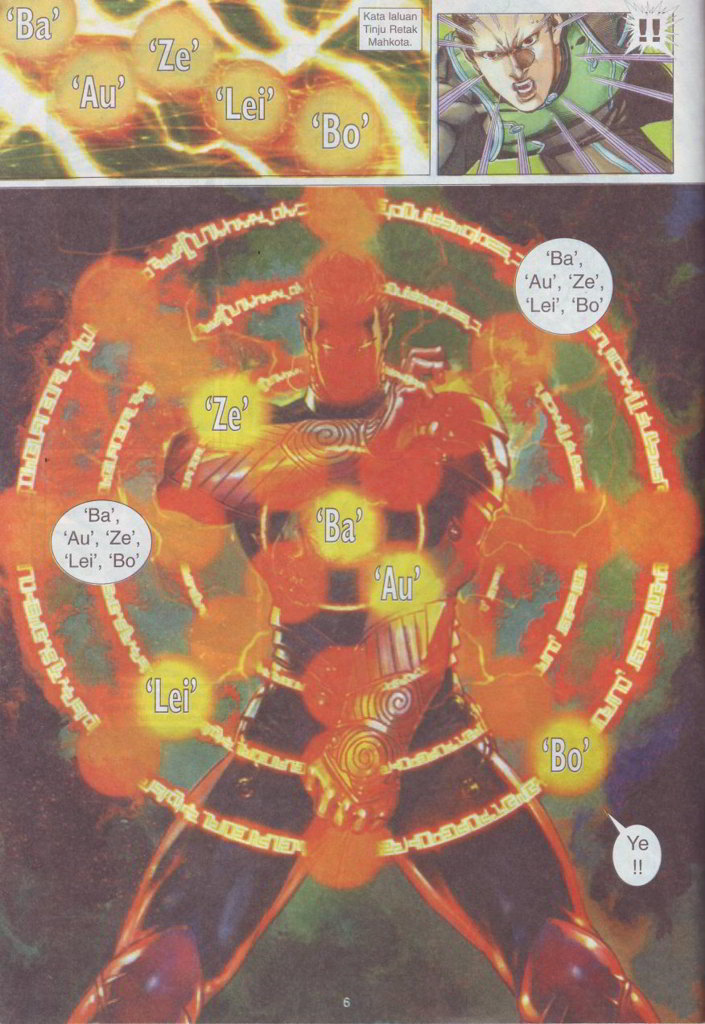 'Ba'
'Ze'
'Au'
'Lei'
'Bo'
Kata laluan
Tinju Retak
Mahkota.
!!
'Ba',
'Au', 'Ze',
'Lei', 'Bo'
'Ze'
'Ba'
'Ba',
'Au', 'Ze',
'Lei', 'Bo'
'Au'
'Lei'
'Bo'
Ye
!!
6